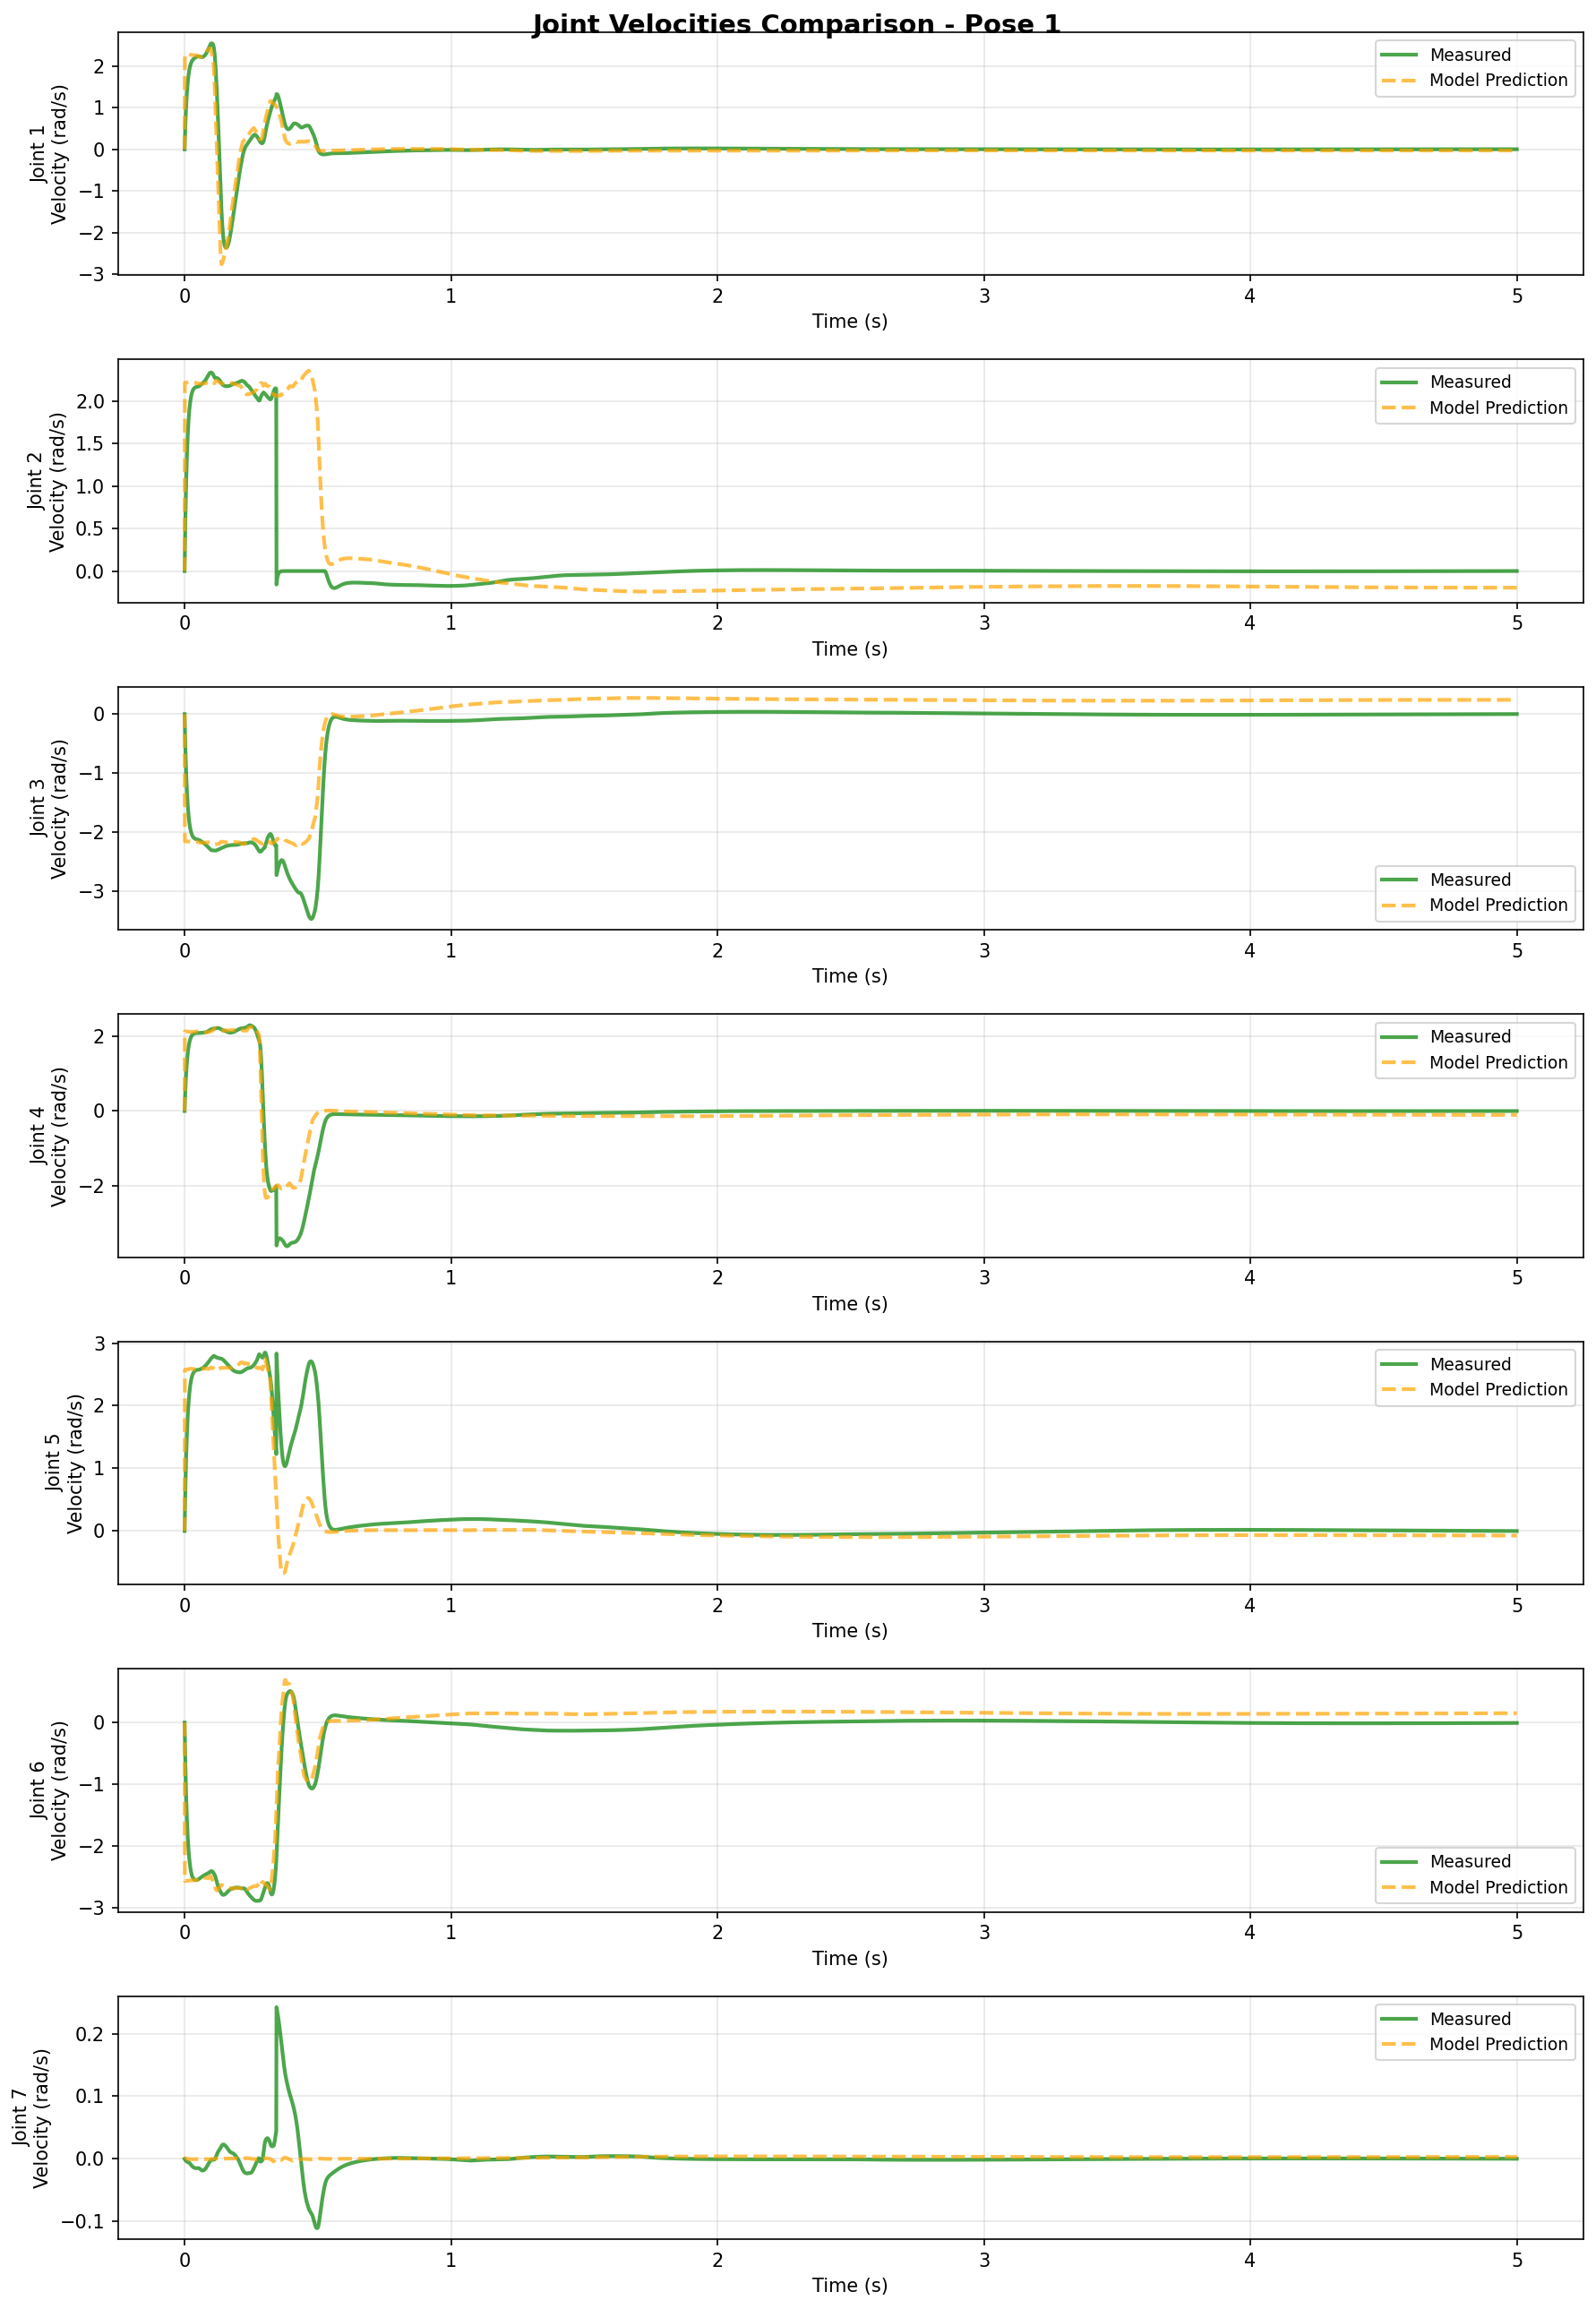 Joint Velocities Comparison - Pose 1
Joint 1
Velocity (rad/s)
2
1
0
−1
−2
−3
Measured
Model Prediction
0 1 2 3 4 5
Time (s)
Joint 2
Velocity (rad/s)
2.0
1.5
1.0
0.5
0.0
Measured
Model Prediction
0 1 2 3 4 5
Time (s)
Joint 3
Velocity (rad/s)
0
−1
−2
−3
Measured
Model Prediction
0 1 2 3 4 5
Time (s)
Joint 4
Velocity (rad/s)
2
0
−2
Measured
Model Prediction
0 1 2 3 4 5
Time (s)
Joint 5
Velocity (rad/s)
3
2
1
0
Measured
Model Prediction
0 1 2 3 4 5
Time (s)
Joint 6
Velocity (rad/s)
0
−1
−2
−3
Measured
Model Prediction
0 1 2 3 4 5
Time (s)
Joint 7
Velocity (rad/s)
0.2
0.1
0.0
−0.1
Measured
Model Prediction
0 1 2 3 4 5
Time (s)